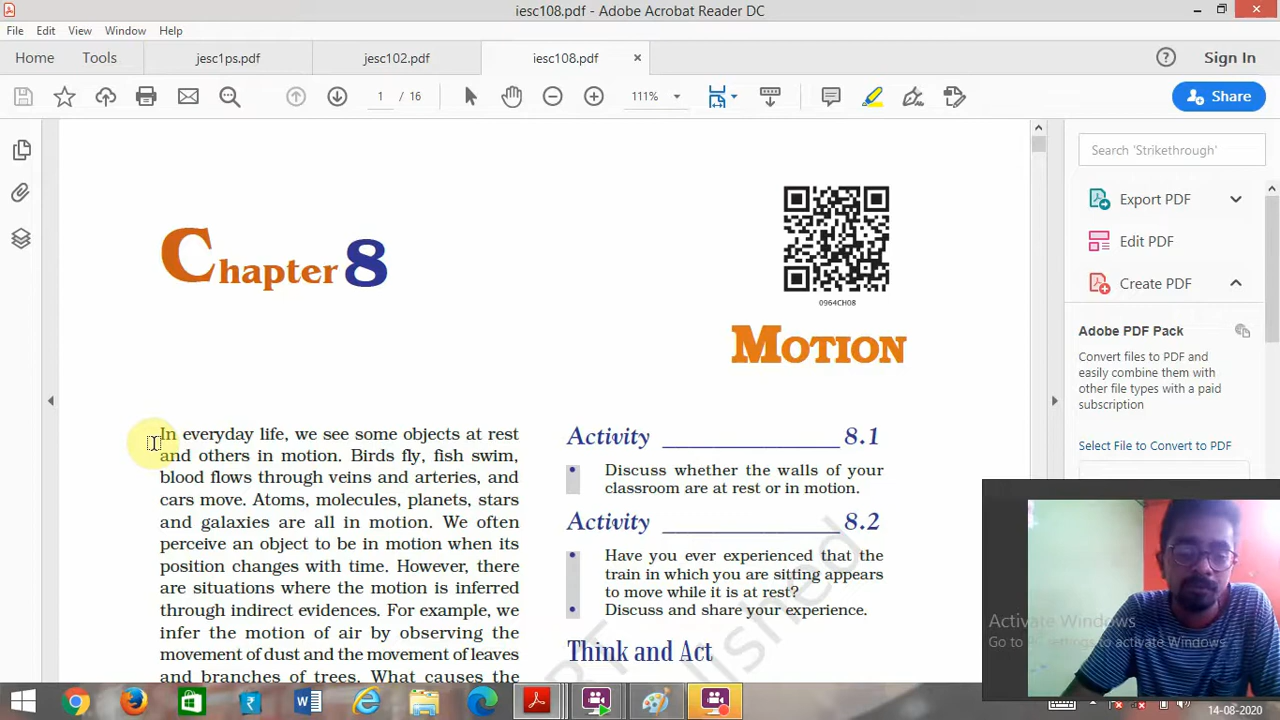 iesc108.pdf - Adobe Acrobat Reader DC
File Edit View Window Help
Home Tools jesc1ps.pdf iesc102.pdf iesc108.pdf × Sign In
1 / 16 111% Share
Search 'Strikethrough'
Export PDF
Edit PDF
Create PDF
Adobe PDF Pack
Convert files to PDF and
easily combine them with
other file types with a paid
subscription
Select File to Convert to PDF
Chapter 8
0964CH08
MOTION
In everyday life, we see some objects at rest
and others in motion. Birds fly, fish swim,
blood flows through veins and arteries, and
cars move. Atoms, molecules, planets, stars
and galaxies are all in motion. We often
perceive an object to be in motion when its
position changes with time. However, there
are situations where the motion is inferred
through indirect evidences. For example, we
infer the motion of air by observing the
movement of dust and the movement of leaves
and branches of trees. What causes the
Activity ________________ 8.1
• Discuss whether the walls of your
classroom are at rest or in motion.
Activity ________________ 8.2
• Have you ever experienced that the
train in which you are sitting appears
to move while it is at rest?
• Discuss and share your experience.
Think and Act
Activate Windows
Go to PC settings to activate Windows.
14-08-2020